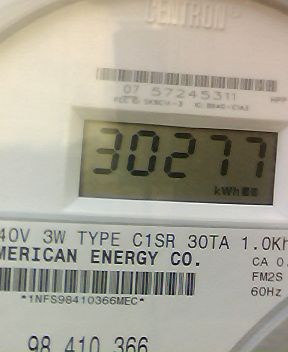 CENTRON®
07 57245311
30277
kWh
40V 3W TYPE C1SR 30TA 1.0Kh
MERICAN ENERGY CO.
CA 0.
FM2S
*1NFS98410366MEC*
60Hz
98 410 366